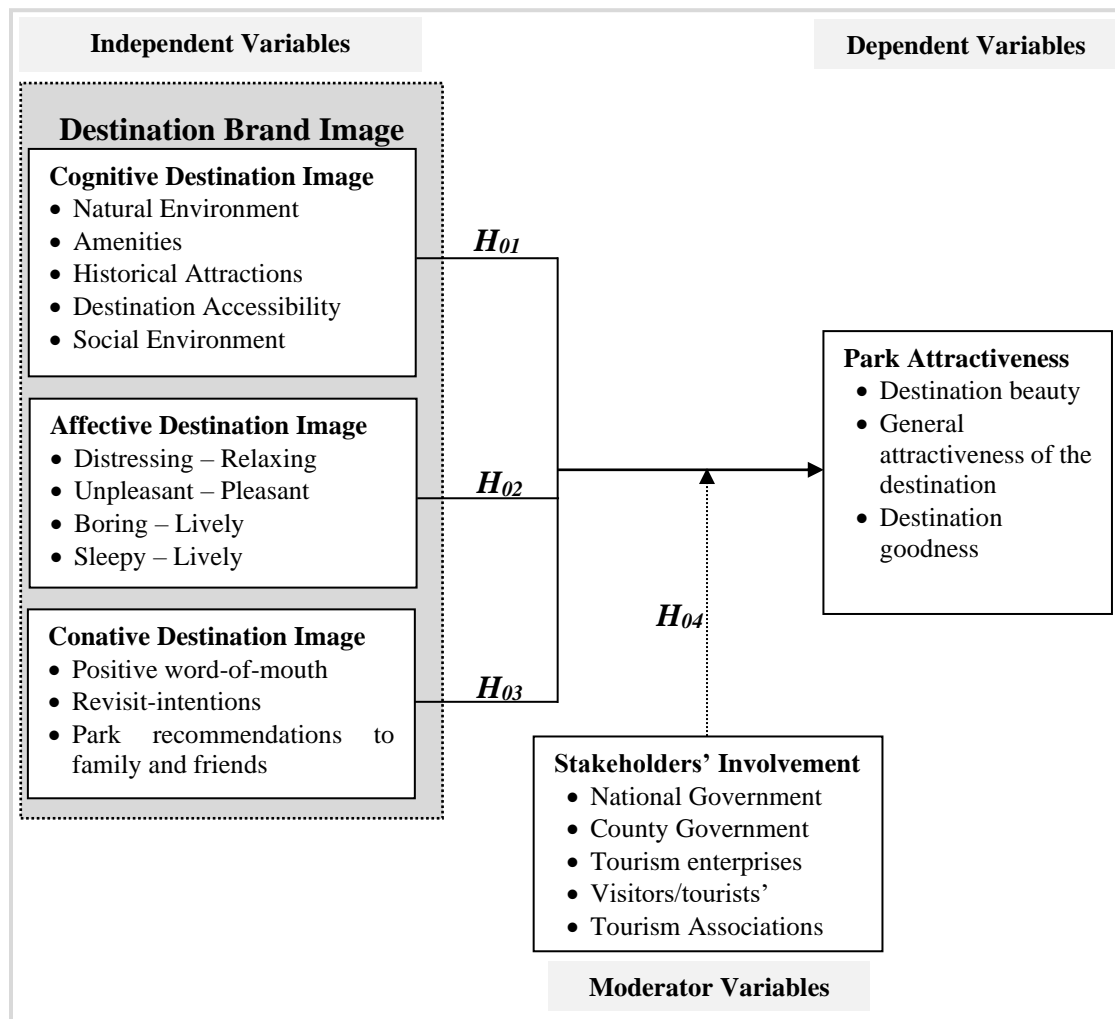 Independent Variables
Dependent Variables
Destination Brand Image
Cognitive Destination Image
• Natural Environment
• Amenities
• Historical Attractions
• Destination Accessibility
• Social Environment
H01
Affective Destination Image
• Distressing – Relaxing
• Unpleasant – Pleasant
• Boring – Lively
• Sleepy – Lively
H02
Conative Destination Image
• Positive word-of-mouth
• Revisit-intentions
• Park recommendations to
family and friends
H03
Park Attractiveness
• Destination beauty
• General
attractiveness of the
destination
• Destination
goodness
H04
Stakeholders’ Involvement
• National Government
• County Government
• Tourism enterprises
• Visitors/tourists’
• Tourism Associations
Moderator Variables